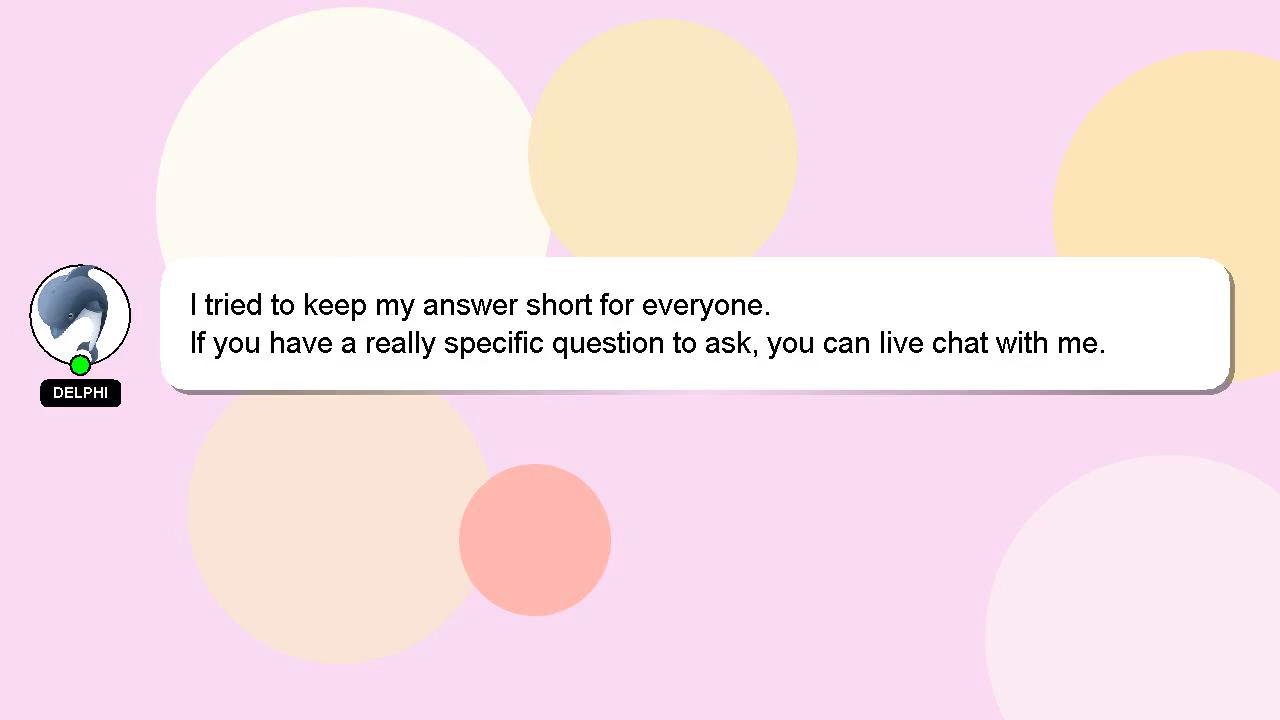 I tried to keep my answer short for everyone.
If you have a really specific question to ask, you can live chat with me.
DELPHI